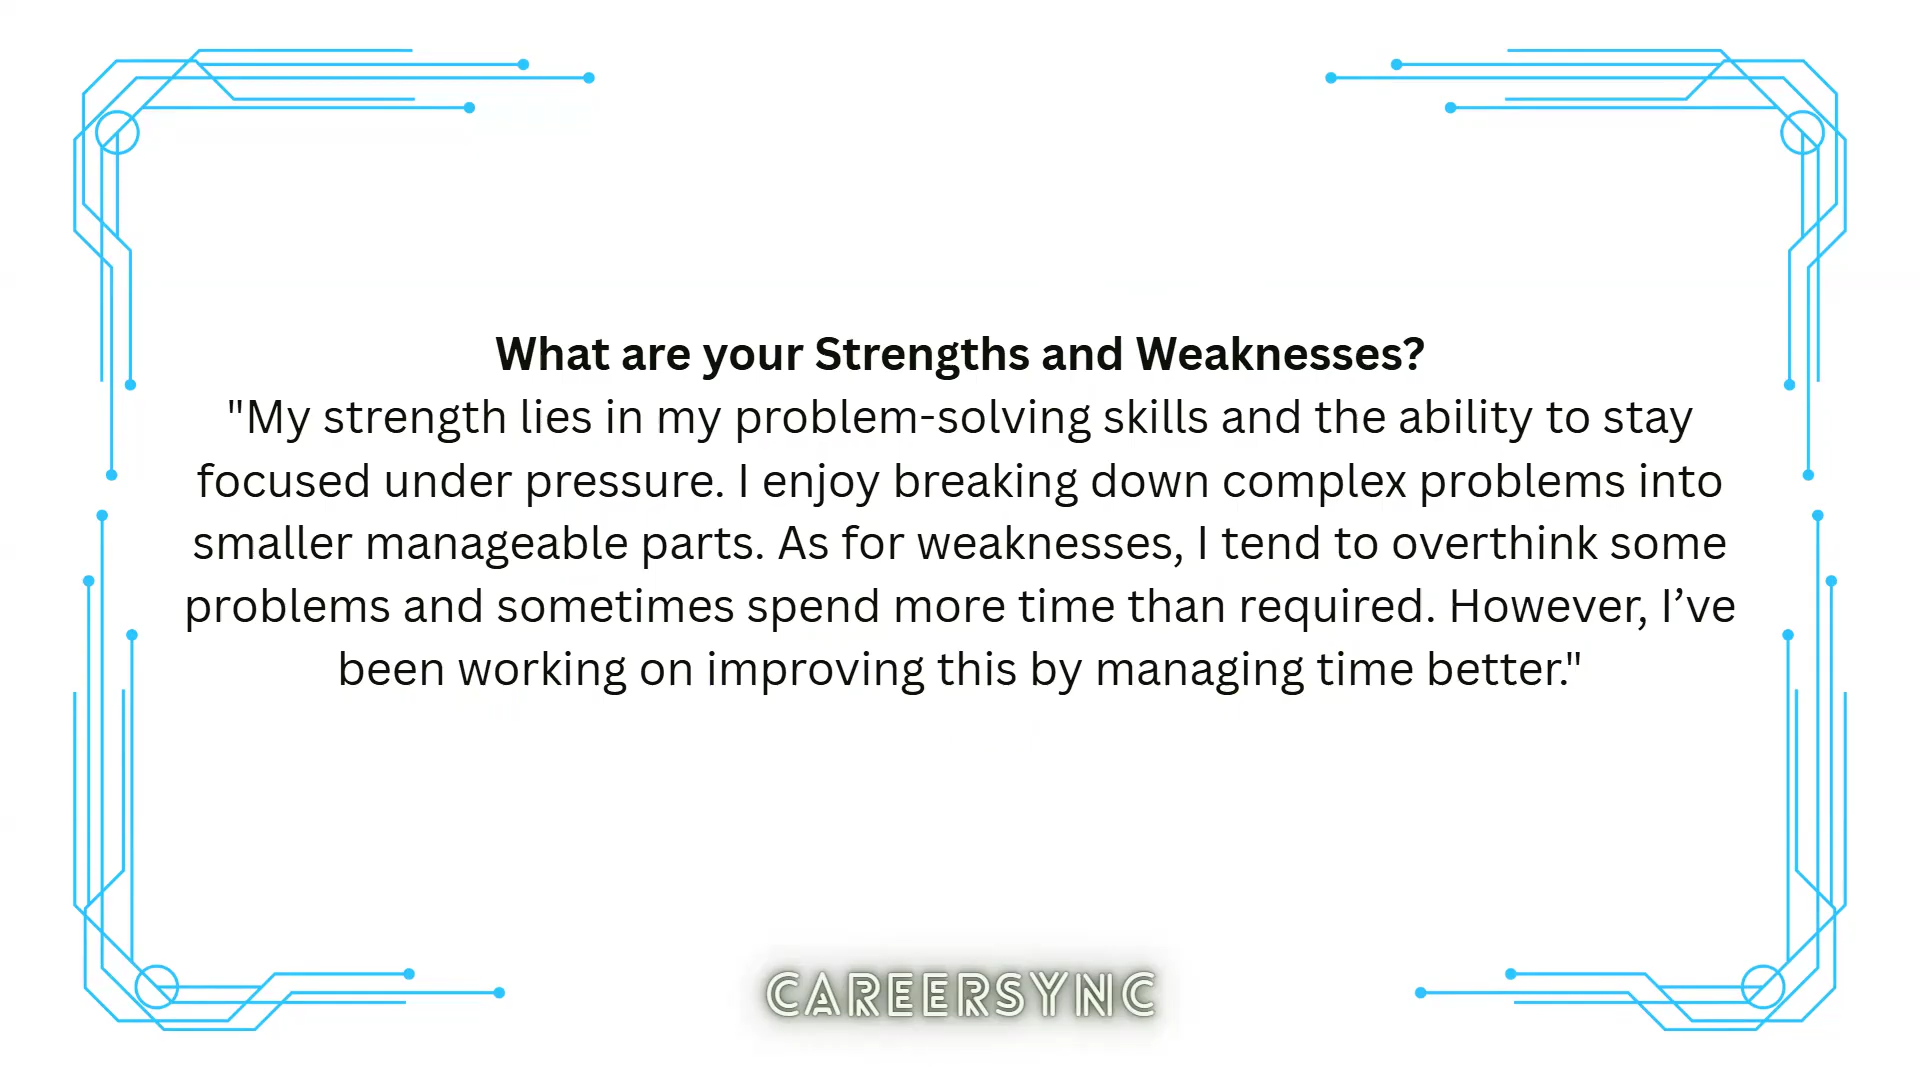 What are your Strengths and Weaknesses?
"My strength lies in my problem-solving skills and the ability to stay
focused under pressure. I enjoy breaking down complex problems into
smaller manageable parts. As for weaknesses, I tend to overthink some
problems and sometimes spend more time than required. However, I’ve
been working on improving this by managing time better."
CAREERSYNC